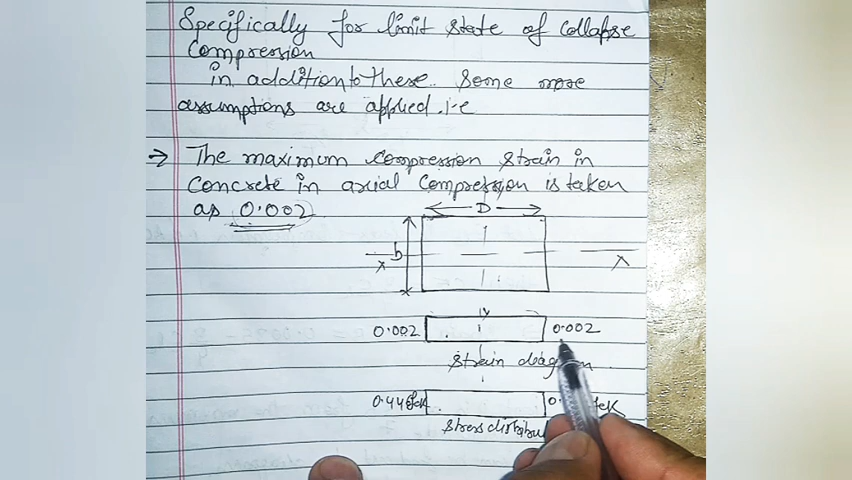 Specifically for limit state of collapse
Compression
in addition to these some more
assumptions are applied. i.e
→ The maximum compression strain in
concrete in axial compression is taken
as 0.002
D
b
x
x
y
0.002 0.002
strain diagram
0.446fck
stress distribu